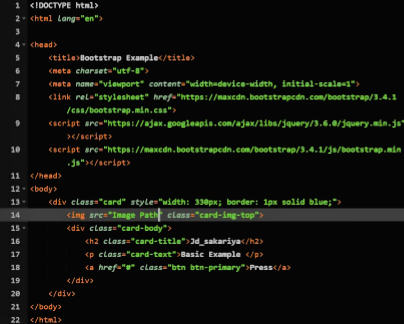 1 <!DOCTYPE html>
2 <html lang="en">
3
4 <head>
5 <title>Bootstrap Example</title>
6 <meta charset="utf-8">
7 <meta name="viewport" content="width=device-width, initial-scale=1">
8 <link rel="stylesheet" href="https://maxcdn.bootstrapcdn.com/bootstrap/3.4.1
/css/bootstrap.min.css">
9 <script src="https://ajax.googleapis.com/ajax/libs/jquery/3.6.0/jquery.min.js"
></script>
10 <script src="https://maxcdn.bootstrapcdn.com/bootstrap/3.4.1/js/bootstrap.min
.js"></script>
11 </head>
12 <body>
13 <div class="card" style="width: 330px; border: 1px solid blue;">
14 <img src="Image Path" class="card-img-top">
15 <div class="card-body">
16 <h2 class="card-title">Jd_sakariya</h2>
17 <p class="card-text">Basic Example </p>
18 <a href="#" class="btn btn-primary">Press</a>
19 </div>
20 </div>
21 </body>
22 </html>